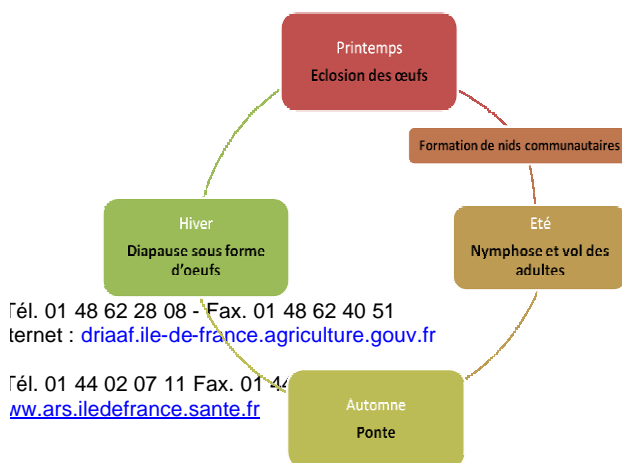 Printemps
Eclosion des œufs
Formation de nids communautaires
Hiver
Diapause sous forme
d'oeufs
Eté
Nymphose et vol des
adultes
Tél. 01 48 62 28 08 - Fax. 01 48 62 40 51
ternet : driaaf.ile-de-france.agriculture.gouv.fr
Tél. 01 44 02 07 11 Fax. 01 44
ww.ars.iledefrance.sante.fr
Automne
Ponte